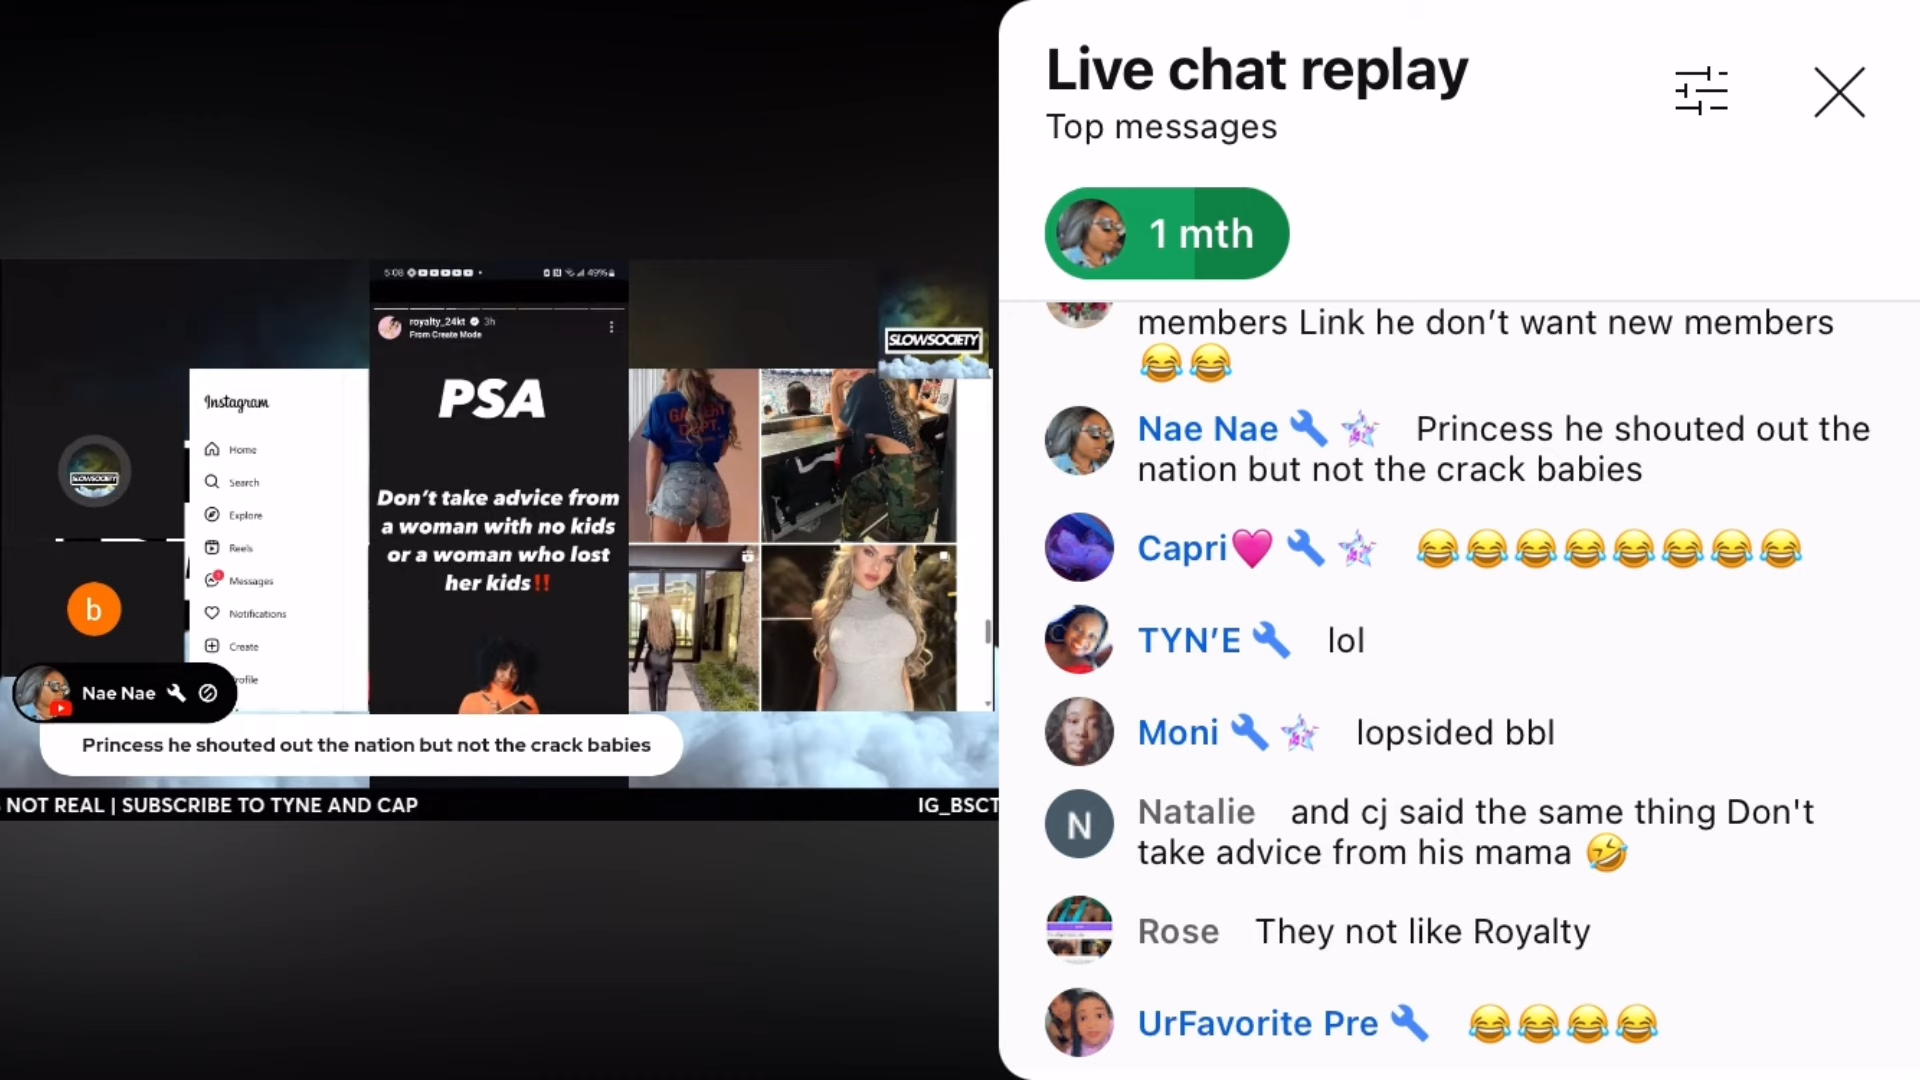 5:08
49%
royalty_24kt 3h
From Create Mode
PSA
Don't take advice from
a woman with no kids
or a woman who lost
her kids‼️
Instagram
Home
Search
Explore
Reels
Messages
Notifications
Create
rofile
SLOWSOCIETY
SLOWSOCIETY
b
Nae Nae
Princess he shouted out the nation but not the crack babies
NOT REAL | SUBSCRIBE TO TYNE AND CAP
IG_BSCT
Live chat replay
Top messages
1 mth
members Link he don't want new members
😂😂
Nae Nae Princess he shouted out the
nation but not the crack babies
Capri🩷 😂😂😂😂😂😂😂😂
TYN'E lol
Moni lopsided bbl
N
Natalie and cj said the same thing Don't
take advice from his mama 🤣
Rose They not like Royalty
UrFavorite Pre 😂😂😂😂